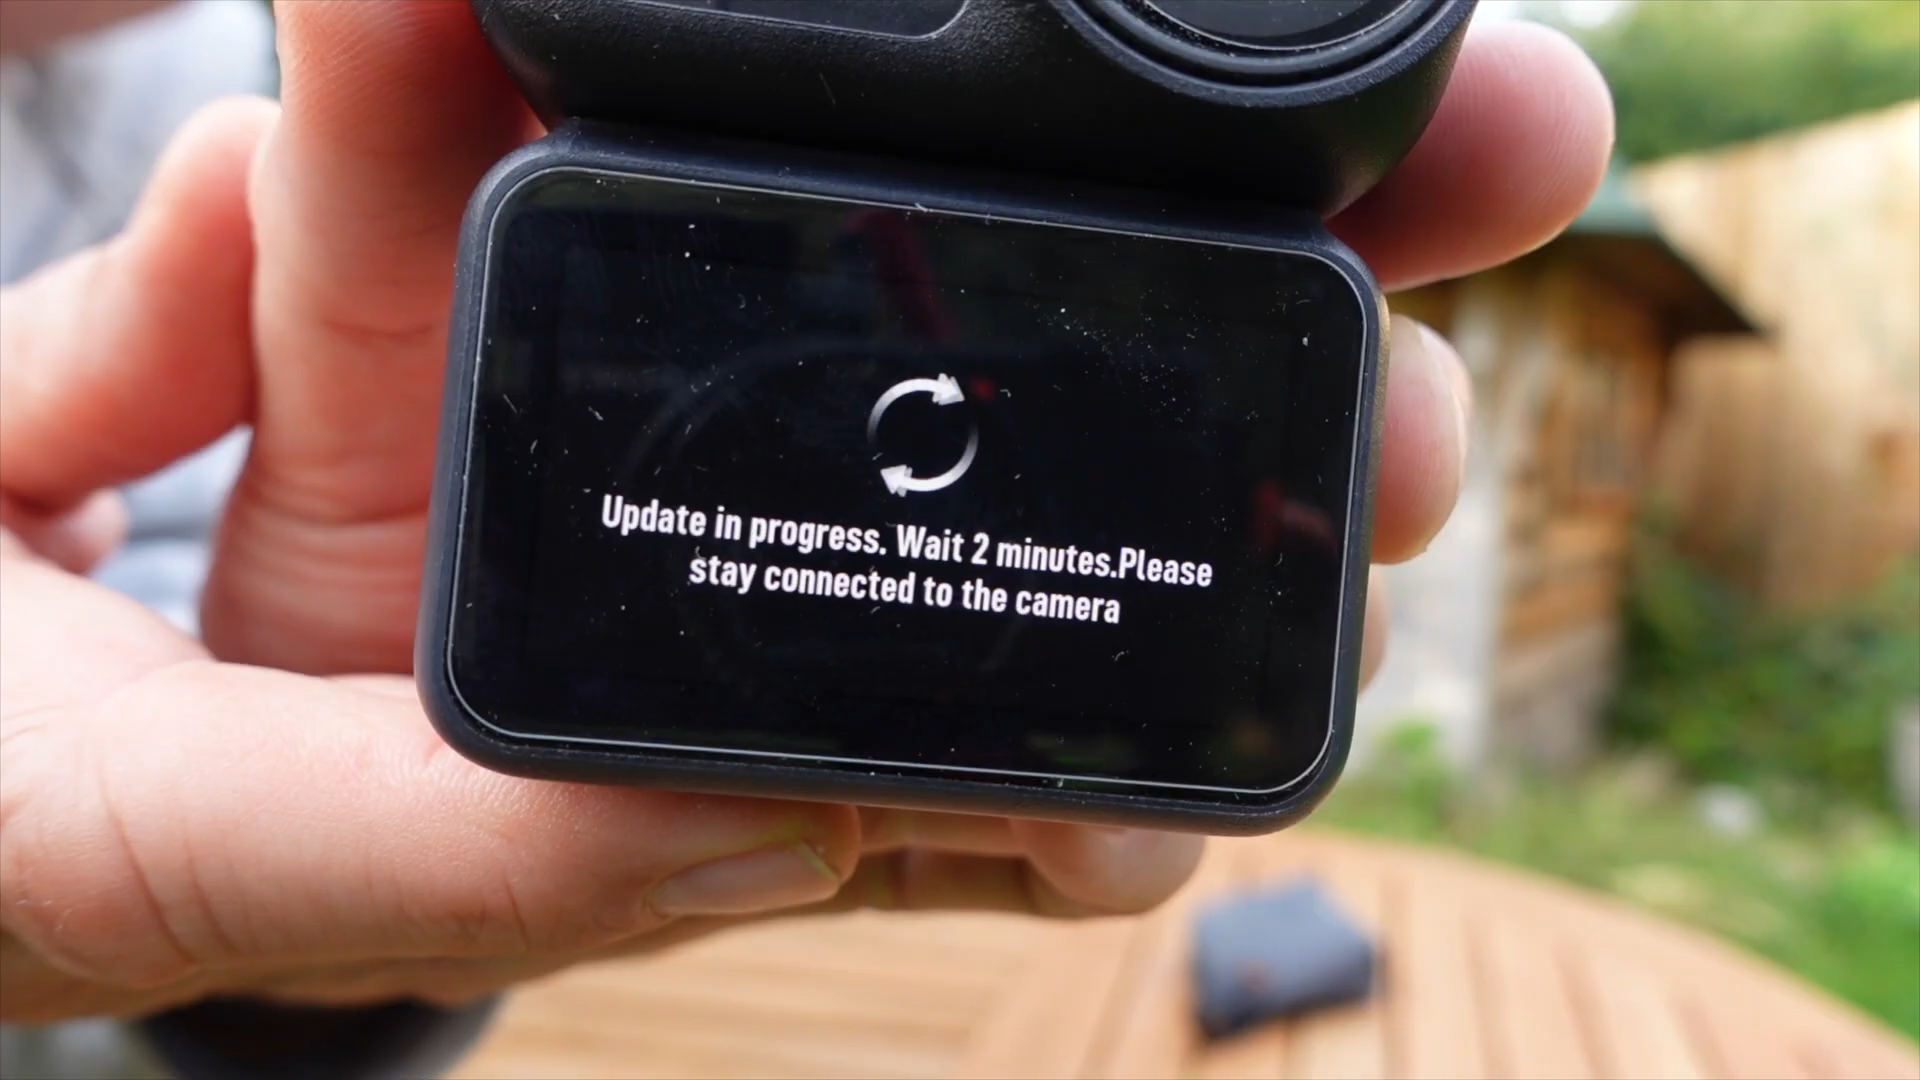 Update in progress. Wait 2 minutes.Please
stay connected to the camera